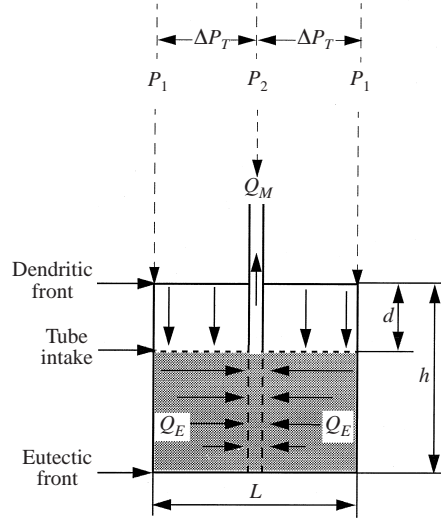 ΔP_T ΔP_T
P_1 P_2 P_1
Q_M
Dendritic
front
Tube
intake
d
h
Q_E Q_E
Eutectic
front
L